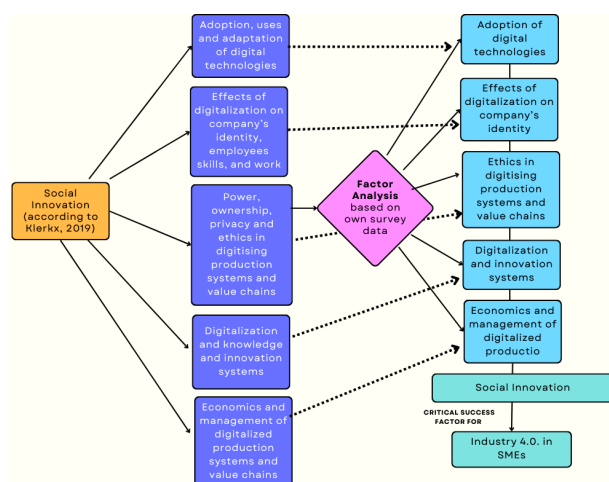 Social
Innovation
(according to
Klerkx, 2019)
Adoption, uses
and adaptation
of digital
technologies
Effects of
digitalization on
company's
identity,
employees
skills, and work
Power,
ownership,
privacy and
ethics in
digitising
production
systems and
value chains
Digitalization
and knowledge
and innovation
systems
Economics and
management of
digitalized
production
systems and
value chains
Factor
Analysis
based on
own survey
data
Adoption of
digital
technologies
Effects of
digitalization on
company's
identity
Ethics in
digitising
production
systems and
value chains
Digitalization
and innovation
systems
Economics and
management of
digitalized
productio
Social Innovation
CRITICAL SUCCESS
FACTOR FOR
Industry 4.0. in
SMEs